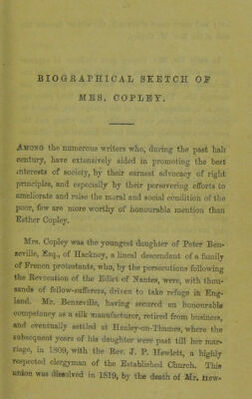 BIOGRAPHICAL SKETCH OF
MRS. COPLEY.
AMONG the numerous writers who, during the past half
century, have extensively aided in promoting the best
interests of society, by their earnest advocacy of right
principles, and especially by their persevering efforts to
ameliorate and raise the moral and social condition of the
poor, few are more worthy of honourable mention than
Esther Copley.
Mrs. Copley was the youngest daughter of Peter Ben-
zeville, Esq., of Hackney, a lineal descendant of a family
of French protestants, who, by the persecutions following
the Revocation of the Edict of Nantes, were, with thou-
sands of fellow-sufferers, driven to take refuge in Eng-
land. Mr. Benzeville, having secured an honourable
competency as a silk manufacturer, retired from business,
and eventually settled at Henley-on-Thames, where the
subsequent years of his daughter were past till her mar-
riage, in 1809, with the Rev. J. P. Hewlett, a highly
respected clergyman of the Established Church. This
union was dissolved in 1819, by the death of Mr. Hew-